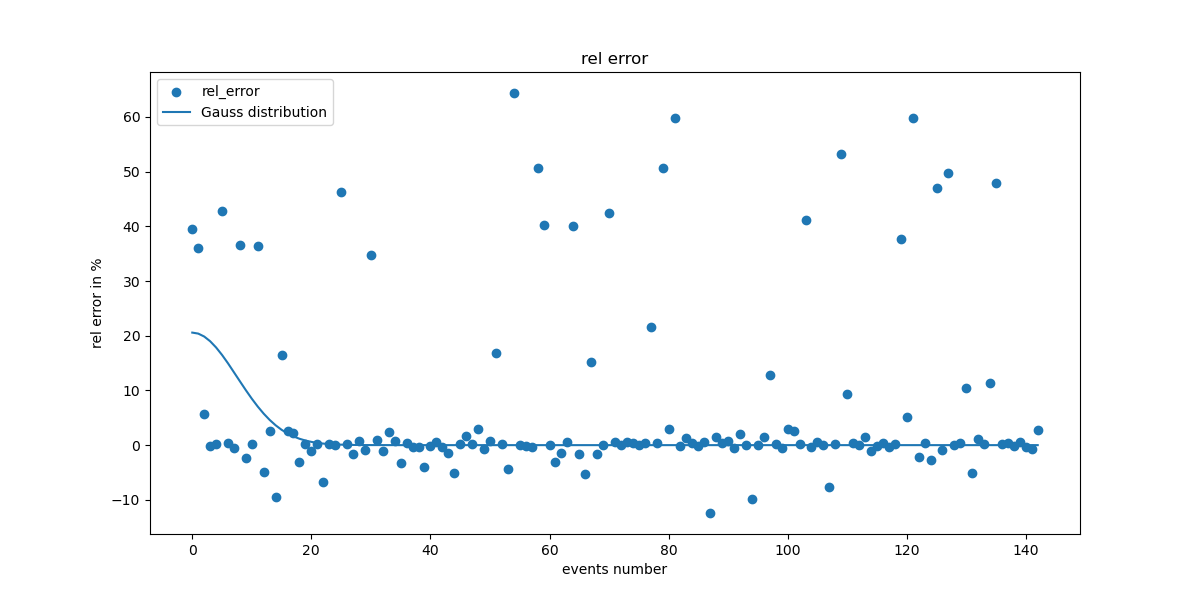 rel error
rel_error
Gauss distribution
60
50
40
30
20
10
0
−10
rel error in %
0 20 40 60 80 100 120 140
events number